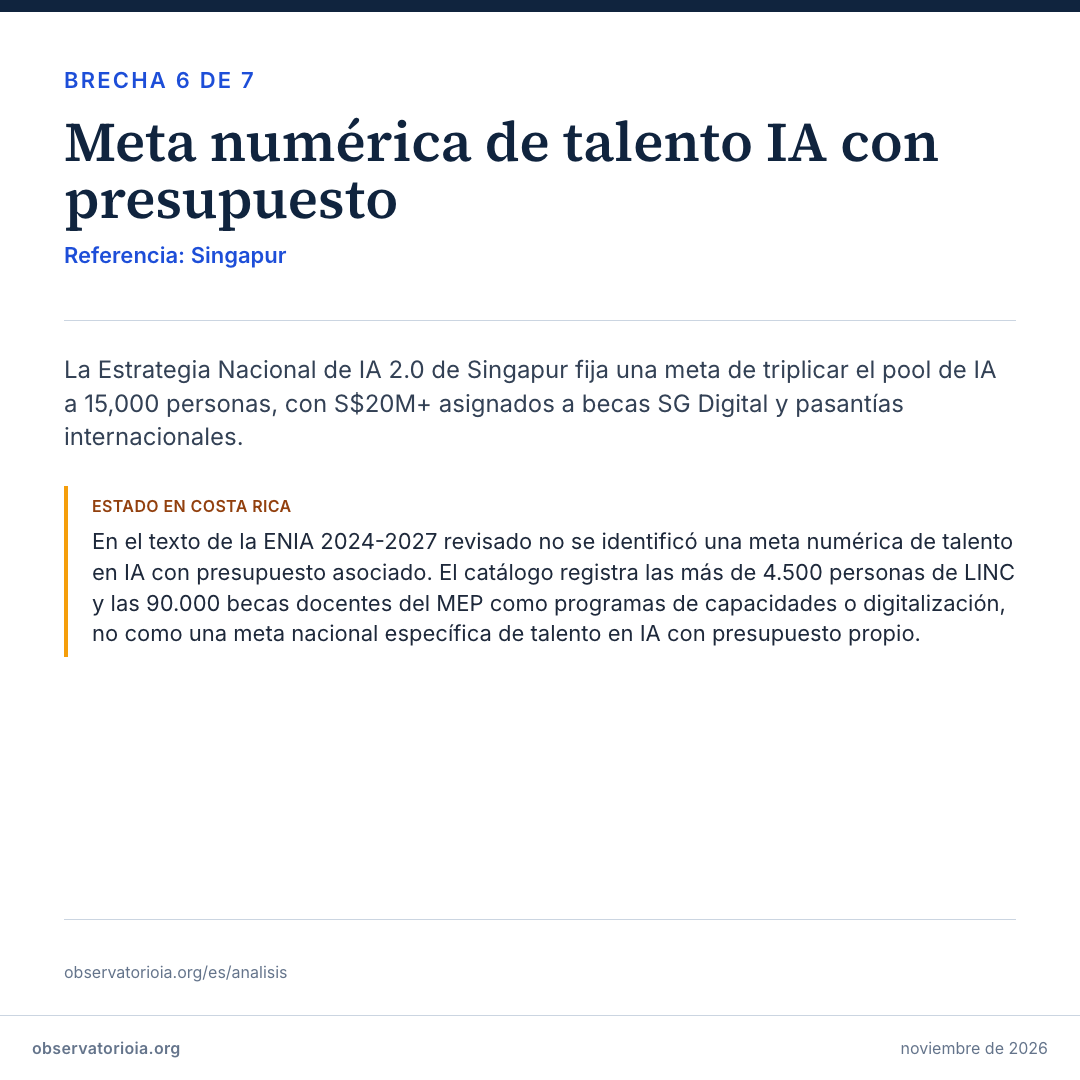 BRECHA 6 DE 7
Meta numérica de talento IA con
presupuesto
Referencia: Singapur
La Estrategia Nacional de IA 2.0 de Singapur fija una meta de triplicar el pool de IA
a 15,000 personas, con S$20M+ asignados a becas SG Digital y pasantías
internacionales.
ESTADO EN COSTA RICA
En el texto de la ENIA 2024-2027 revisado no se identificó una meta numérica de talento
en IA con presupuesto asociado. El catálogo registra las más de 4.500 personas de LINC
y las 90.000 becas docentes del MEP como programas de capacidades o digitalización,
no como una meta nacional específica de talento en IA con presupuesto propio.
observatorioia.org/es/analisis
observatorioia.org
noviembre de 2026